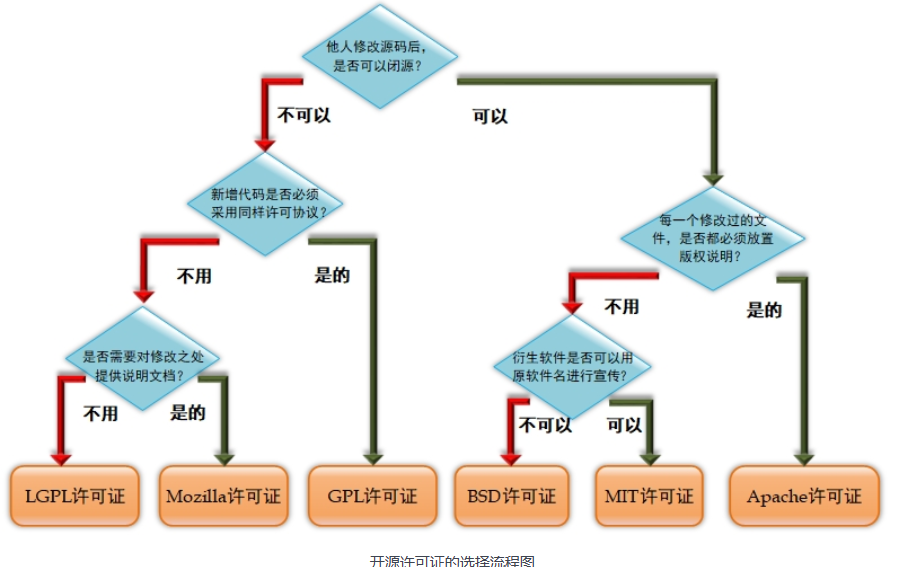 他人修改源码后，
是否可以闭源？
不可以
可以
新增代码是否必须
采用同样许可协议？
每一个修改过的文
件，是否都必须放置
版权说明？
不用
是的
不用
是的
是否需要对修改之处
提供说明文档？
衍生软件是否可以用
原软件名进行宣传？
不用
是的
不可以
可以
LGPL许可证
Mozilla许可证
GPL许可证
BSD许可证
MIT许可证
Apache许可证
开源许可证的选择流程图